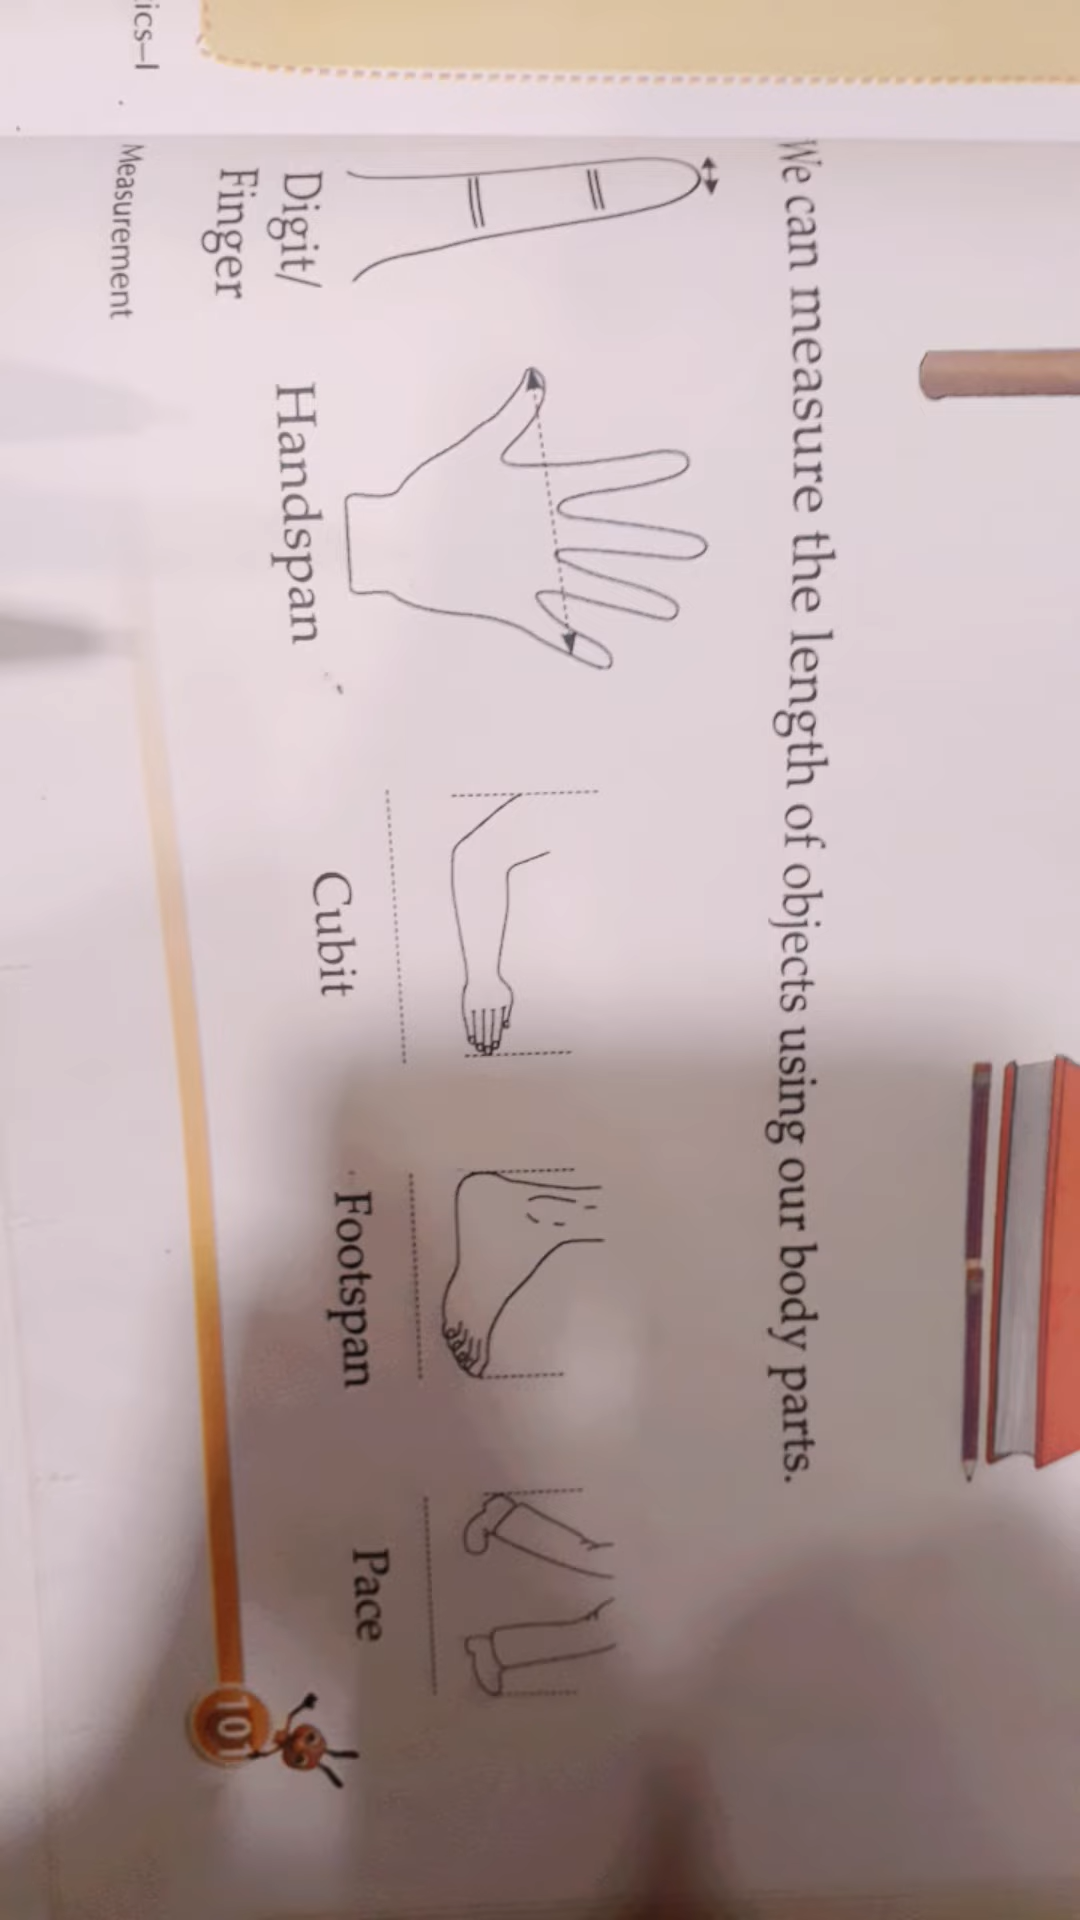 We can measure the length of objects using our body parts.
Digit/
Finger
Handspan
Cubit
Footspan
Pace
Measurement
101
ics–I